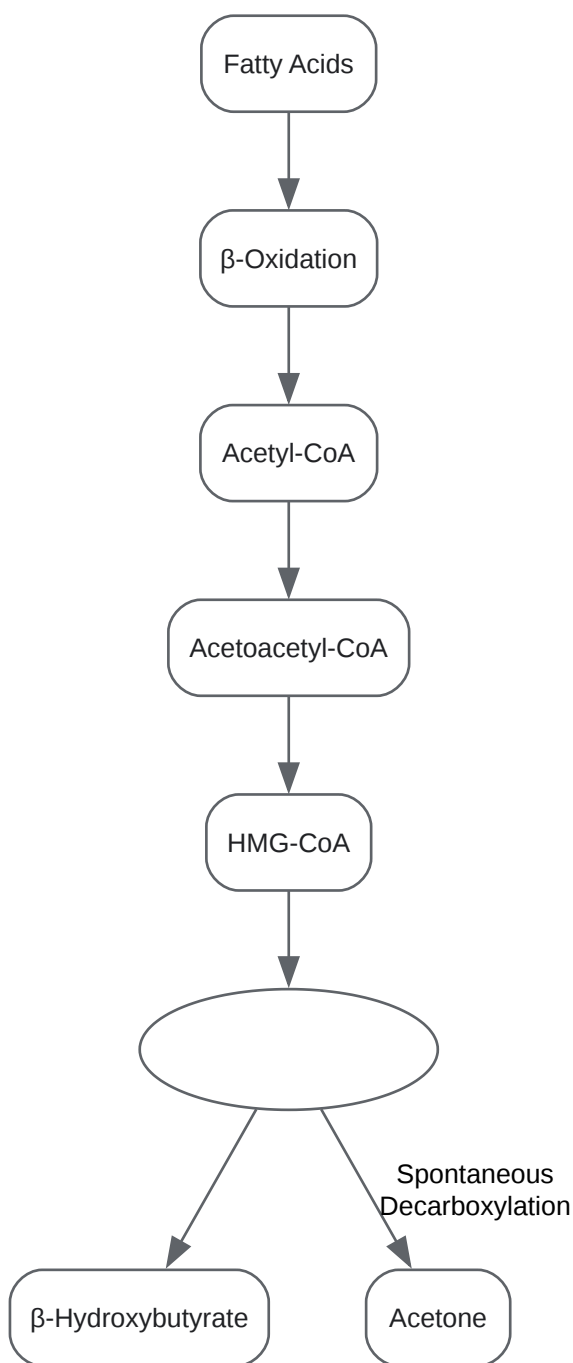 Fatty Acids
β-Oxidation
Acetyl-CoA
Acetoacetyl-CoA
HMG-CoA
Spontaneous
Decarboxylation
β-Hydroxybutyrate
Acetone